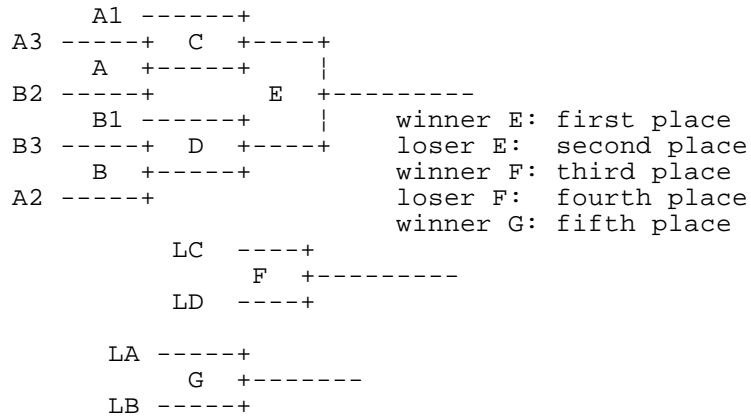 A1 ------+
A3 -----+ C +----+
A +-----+ ¦
B2 -----+ E +---------
B1 ------+ ¦ winner E: first place
B3 -----+ D +----+ loser E: second place
B +-----+ winner F: third place
A2 -----+ loser F: fourth place
winner G: fifth place
LC ----+
F +---------
LD ----+
LA -----+
G +-------
LB -----+